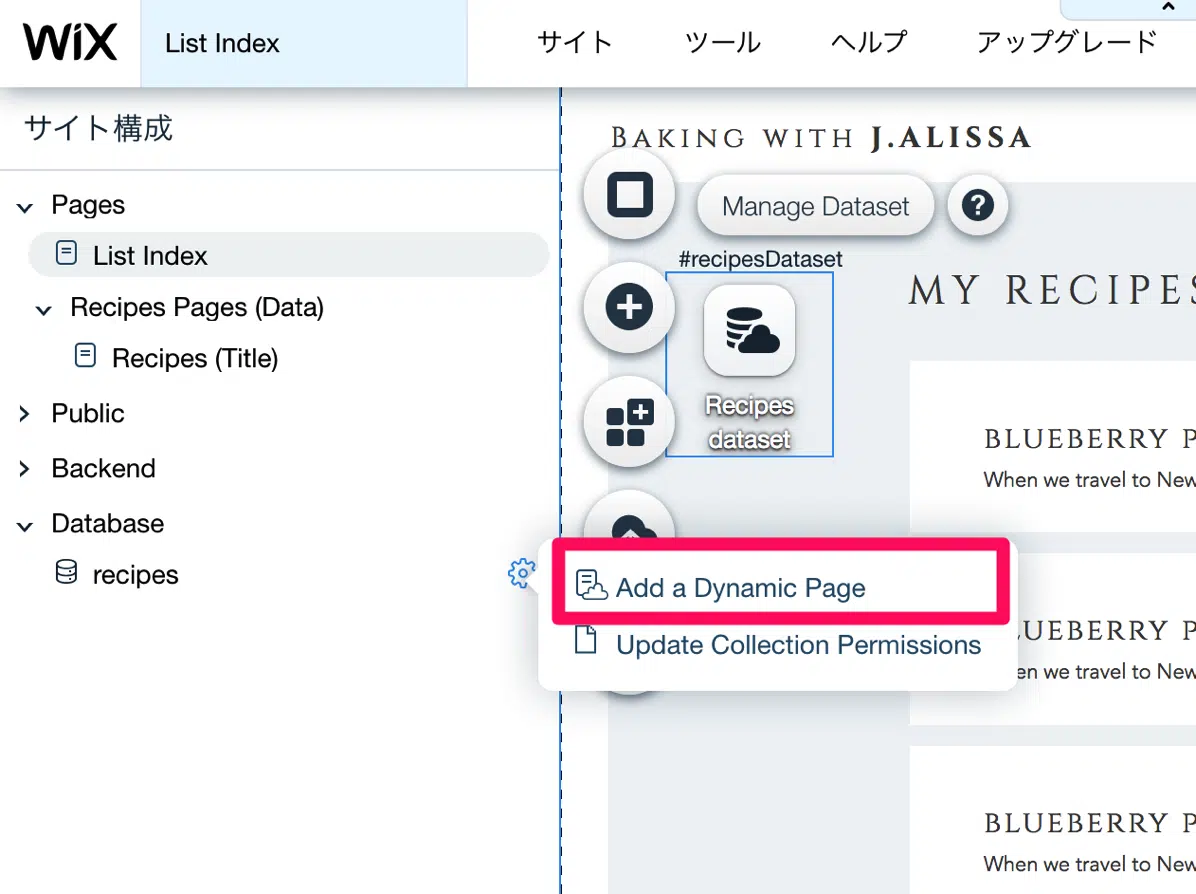 WiX
List Index
サイト
ツール
ヘルプ
アップグレード
サイト構成
Pages
List Index
Recipes Pages (Data)
Recipes (Title)
Public
Backend
Database
recipes
BAKING WITH J.ALISSA
Manage Dataset
?
#recipesDataset
Recipes
dataset
MY RECIPES
Add a Dynamic Page
Update Collection Permissions
BLUEBERRY P
When we travel to New
UEBERRY P
en we travel to New
BLUEBERRY P
When we travel to New